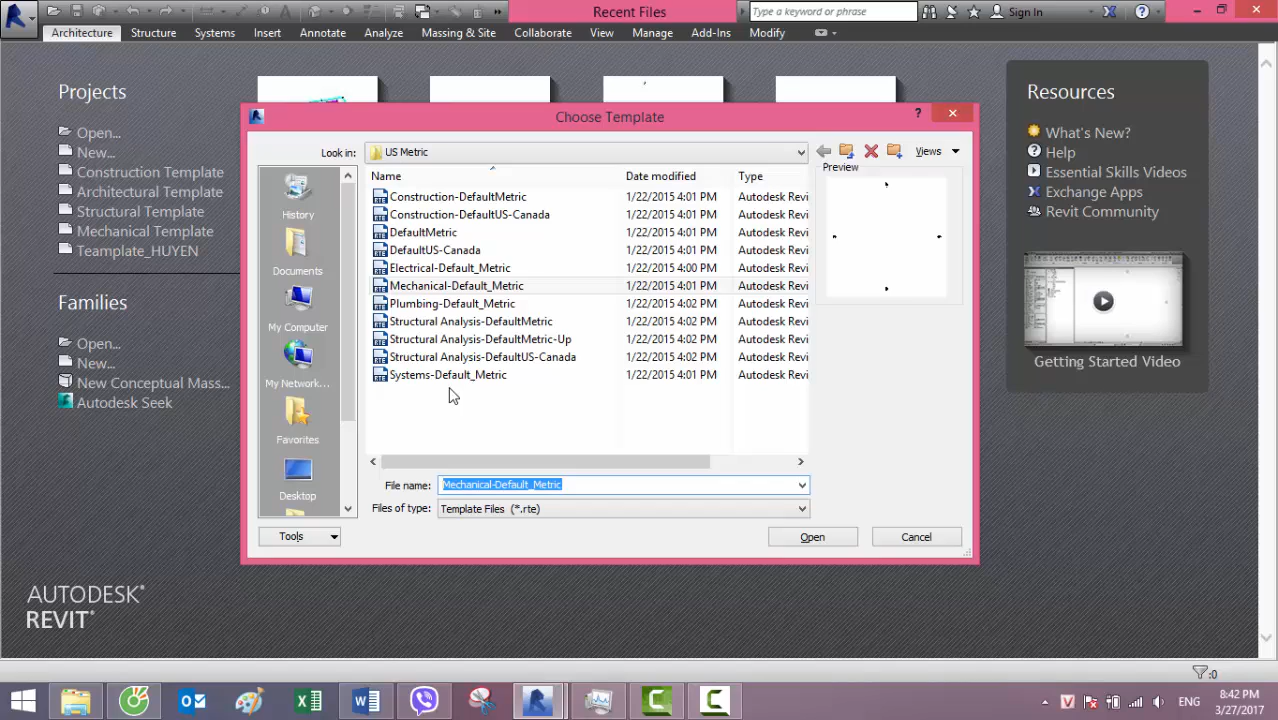 Recent Files
Type a keyword or phrase
Sign In
Architecture Structure Systems Insert Annotate Analyze Massing & Site Collaborate View Manage Add-Ins Modify
Projects
Open...
New...
Construction Template
Architectural Template
Structural Template
Mechanical Template
Teamplate_HUYEN
Families
Open...
New...
New Conceptual Mass...
Autodesk Seek
AUTODESK®
REVIT®
Choose Template
?
Look in: US Metric
Views
History
Documents
My Computer
My Network...
Favorites
Desktop
Name Date modified Type
Construction-DefaultMetric 1/22/2015 4:01 PM Autodesk Revi
Construction-DefaultUS-Canada 1/22/2015 4:01 PM Autodesk Revi
DefaultMetric 1/22/2015 4:01 PM Autodesk Revi
DefaultUS-Canada 1/22/2015 4:01 PM Autodesk Revi
Electrical-Default_Metric 1/22/2015 4:00 PM Autodesk Revi
Mechanical-Default_Metric 1/22/2015 4:01 PM Autodesk Revi
Plumbing-Default_Metric 1/22/2015 4:01 PM Autodesk Revi
Structural Analysis-DefaultMetric 1/22/2015 4:02 PM Autodesk Revi
Structural Analysis-DefaultMetric-Up 1/22/2015 4:02 PM Autodesk Revi
Structural Analysis-DefaultUS-Canada 1/22/2015 4:02 PM Autodesk Revi
Systems-Default_Metric 1/22/2015 4:01 PM Autodesk Revi
Preview
File name: Mechanical-Default_Metric
Files of type: Template Files (*.rte)
Tools
Open
Cancel
Resources
What's New?
Help
Essential Skills Videos
Exchange Apps
Revit Community
Getting Started Video
:0
ENG
8:42 PM
3/27/2017